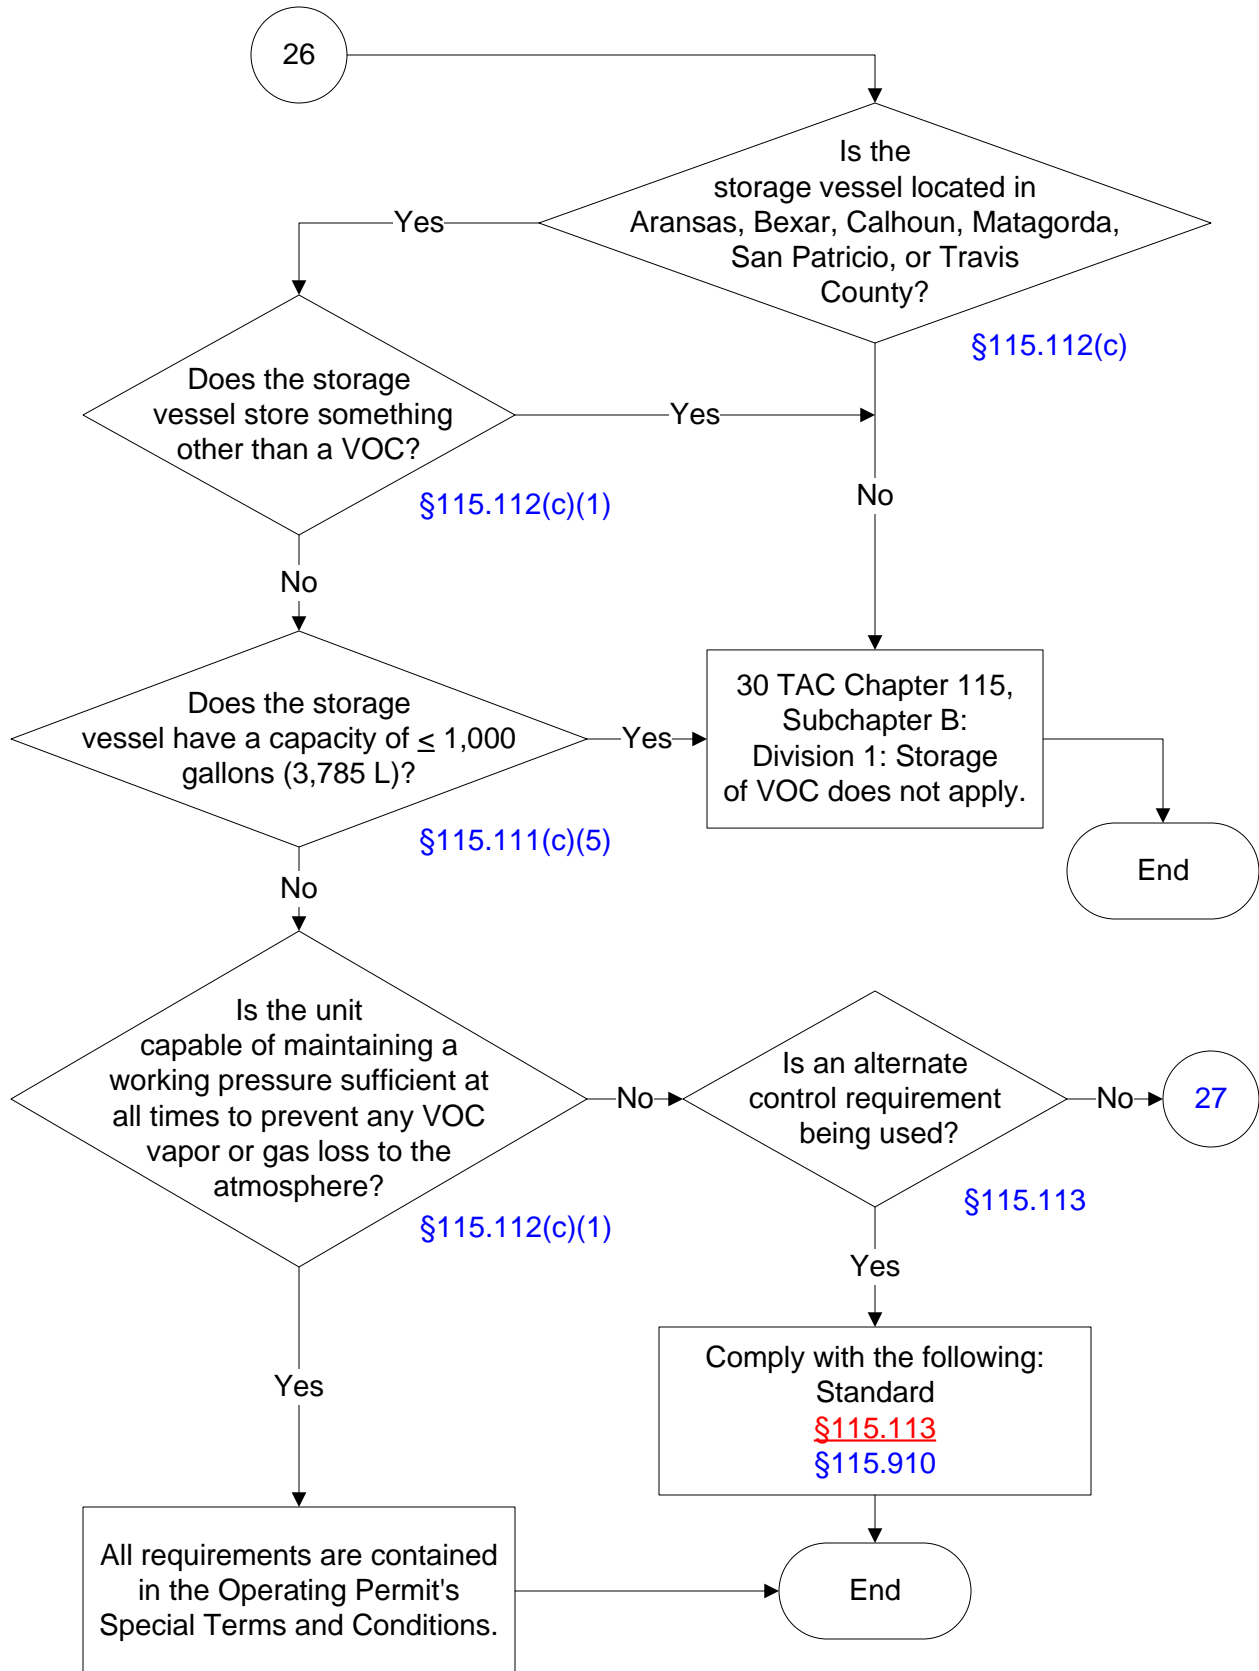 26
Is the
storage vessel located in
Aransas, Bexar, Calhoun, Matagorda,
San Patricio, or Travis
County?
§115.112(c)
Yes
Does the storage
vessel store something
other than a VOC?
§115.112(c)(1)
Yes
No
No
Does the storage
vessel have a capacity of ≤ 1,000
gallons (3,785 L)?
§115.111(c)(5)
Yes
30 TAC Chapter 115,
Subchapter B:
Division 1: Storage
of VOC does not apply.
End
No
Is the unit
capable of maintaining a
working pressure sufficient at
all times to prevent any VOC
vapor or gas loss to the
atmosphere?
§115.112(c)(1)
No
Is an alternate
control requirement
being used?
§115.113
No
27
Yes
Comply with the following:
Standard
§115.113
§115.910
Yes
All requirements are contained
in the Operating Permit's
Special Terms and Conditions.
End